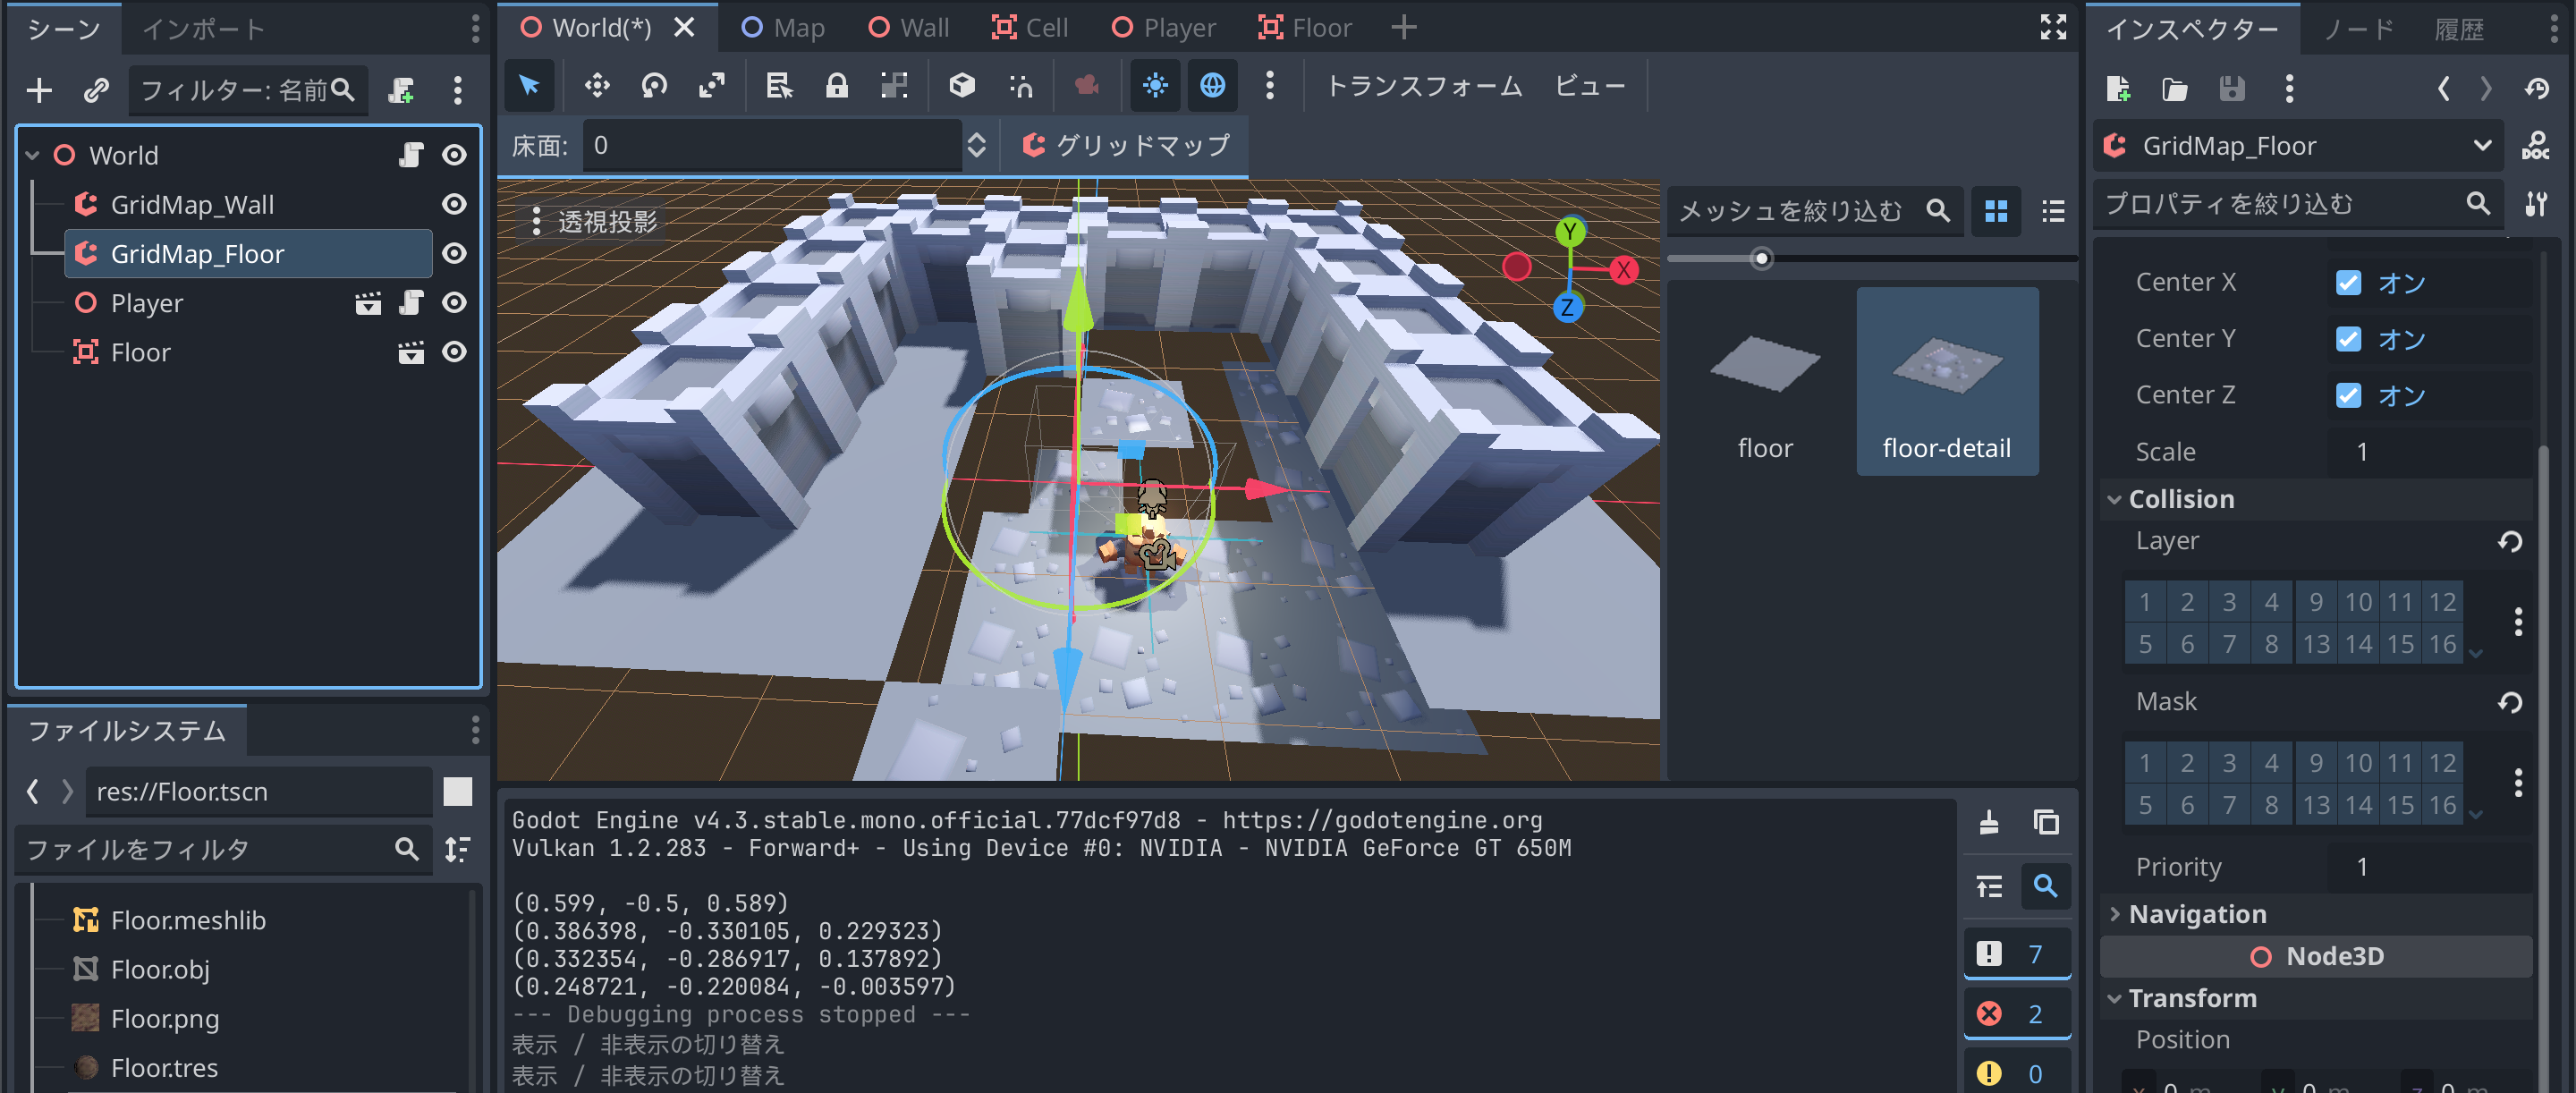 シーン
インポート
フィルター: 名前
World
GridMap_Wall
GridMap_Floor
Player
Floor
ファイルシステム
res://Floor.tscn
ファイルをフィルタ
Floor.meshlib
Floor.obj
Floor.png
Floor.tres
World(*)
Map
Wall
Cell
Player
Floor
トランスフォーム
ビュー
床面:
0
グリッドマップ
透視投影
Y
X
Z
メッシュを絞り込む
floor
floor-detail
Godot Engine v4.3.stable.mono.official.77dcf97d8 - https://godotengine.org
Vulkan 1.2.283 - Forward+ - Using Device #0: NVIDIA - NVIDIA GeForce GT 650M
(0.599, -0.5, 0.589)
(0.386398, -0.330105, 0.229323)
(0.332354, -0.286917, 0.137892)
(0.248721, -0.220084, -0.003597)
--- Debugging process stopped ---
表示 / 非表示の切り替え
表示 / 非表示の切り替え
7
2
0
インスペクター
ノード
履歴
GridMap_Floor
DOC
プロパティを絞り込む
Center X
オン
Center Y
オン
Center Z
オン
Scale
1
Collision
Layer
1 2 3 4 9 10 11 12
5 6 7 8 13 14 15 16
Mask
1 2 3 4 9 10 11 12
5 6 7 8 13 14 15 16
Priority
1
Navigation
Node3D
Transform
Position
x 0 m y 0 m z 0 m